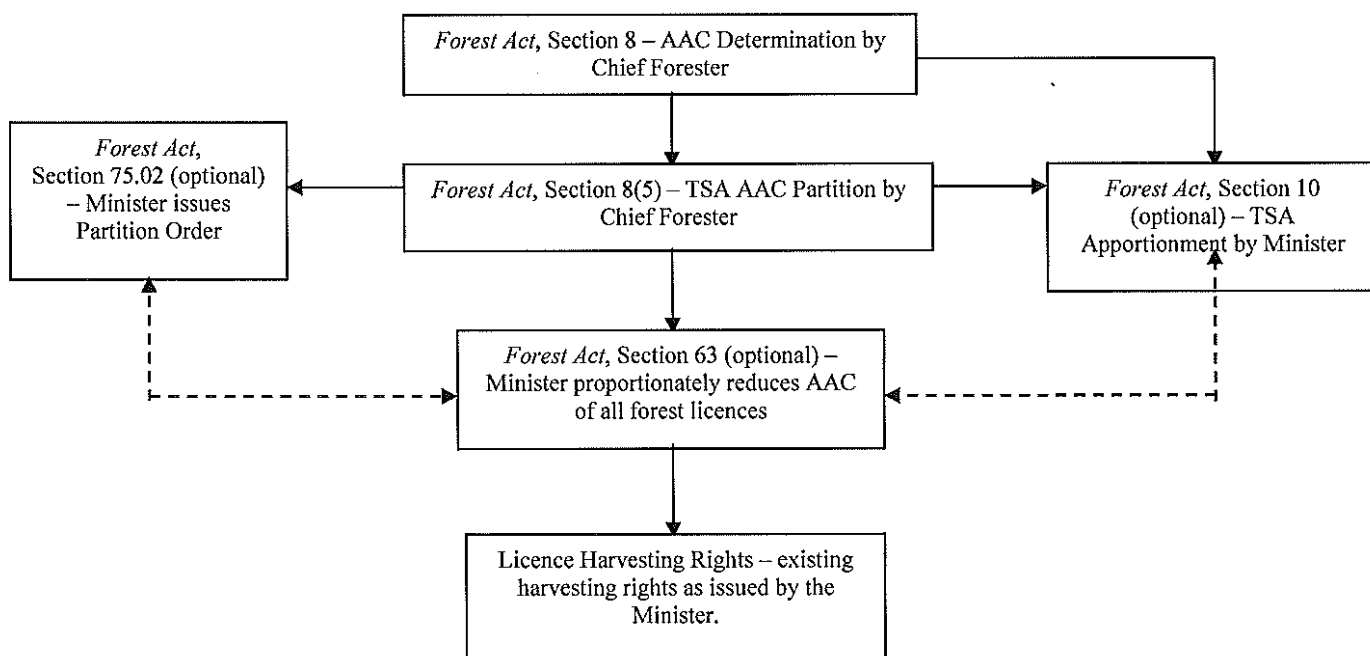 Forest Act, Section 8 – AAC Determination by
Chief Forester
Forest Act,
Section 75.02 (optional)
– Minister issues
Partition Order
Forest Act, Section 8(5) – TSA AAC Partition by
Chief Forester
Forest Act, Section 10
(optional) – TSA
Apportionment by Minister
Forest Act, Section 63 (optional) –
Minister proportionately reduces AAC
of all forest licences
Licence Harvesting Rights – existing
harvesting rights as issued by the
Minister.